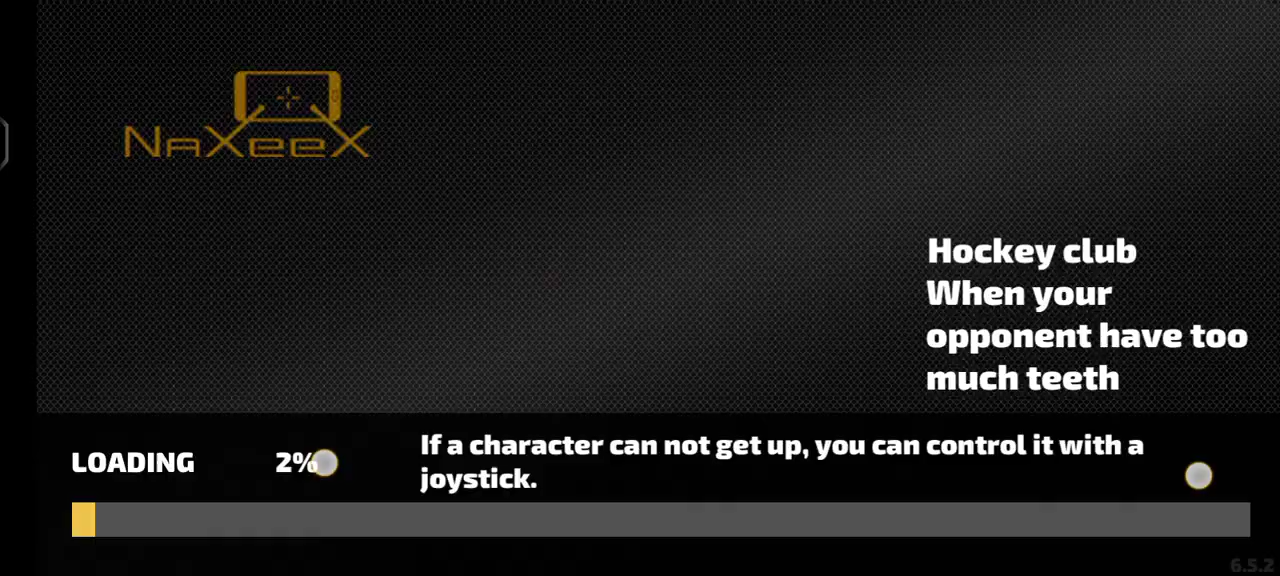 NaXeeX
Hockey club
When your
opponent have too
much teeth
If a character can not get up, you can control it with a
joystick.
LOADING 2%
6.5.2